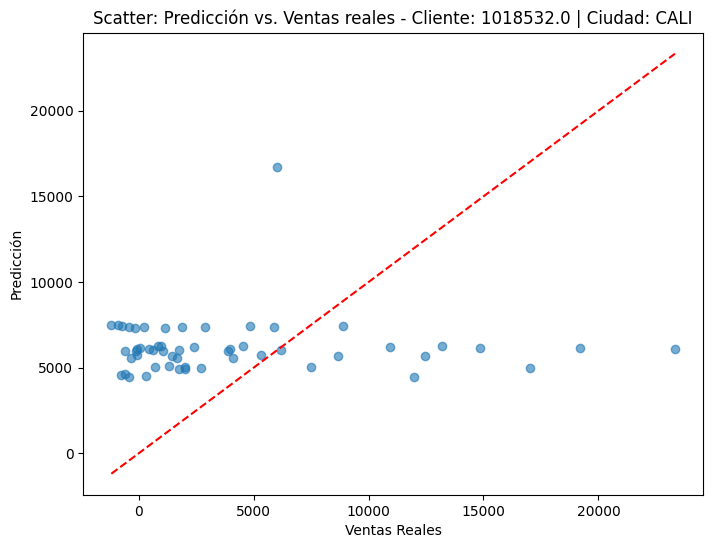 Scatter: Predicción vs. Ventas reales - Cliente: 1018532.0 | Ciudad: CALI
20000
15000
10000
5000
0
Predicción
0 5000 10000 15000 20000
Ventas Reales